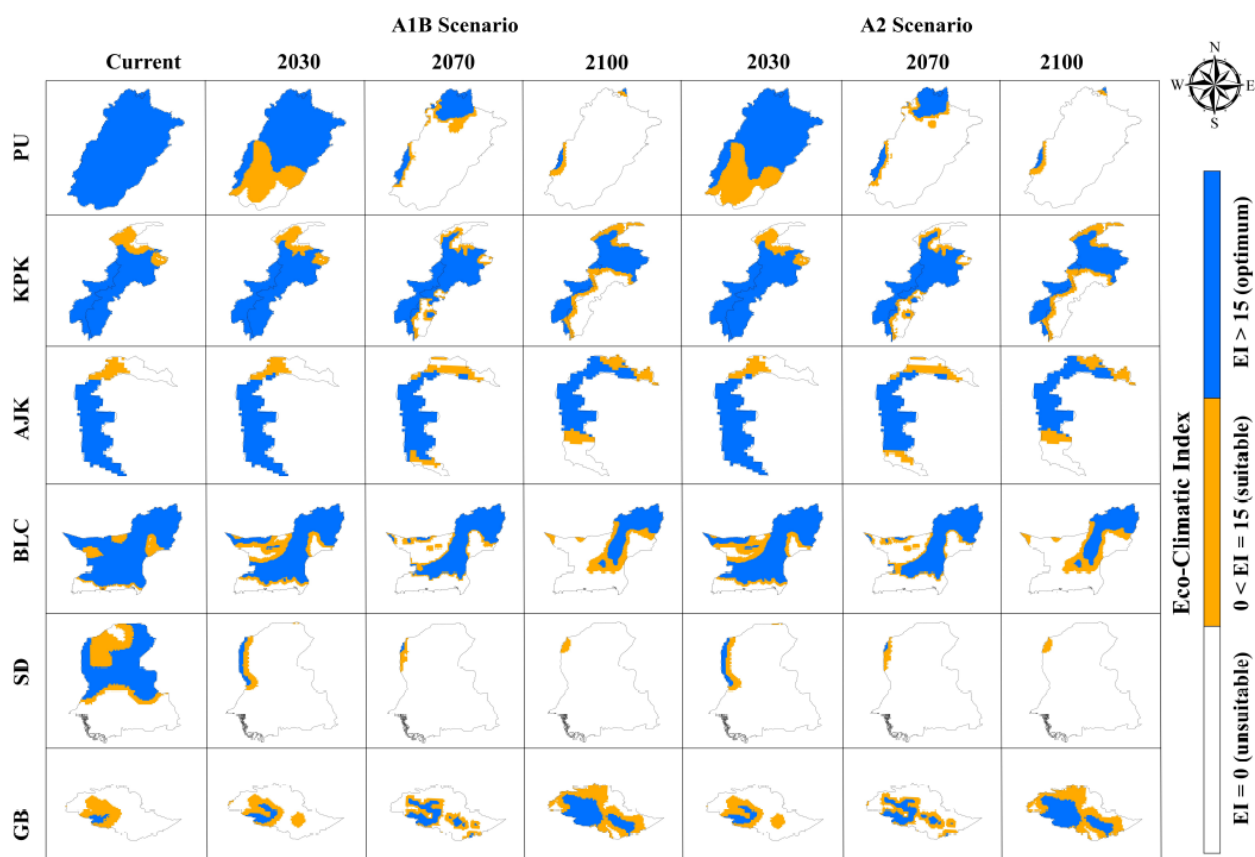 A1B Scenario A2 Scenario
Current 2030 2070 2100 2030 2070 2100
N
W E
S
PU
KPK
AJK
BLC
SD
GB
Eco-Climatic Index
EI > 15 (optimum)
0 < EI = 15 (suitable)
EI = 0 (unsuitable)